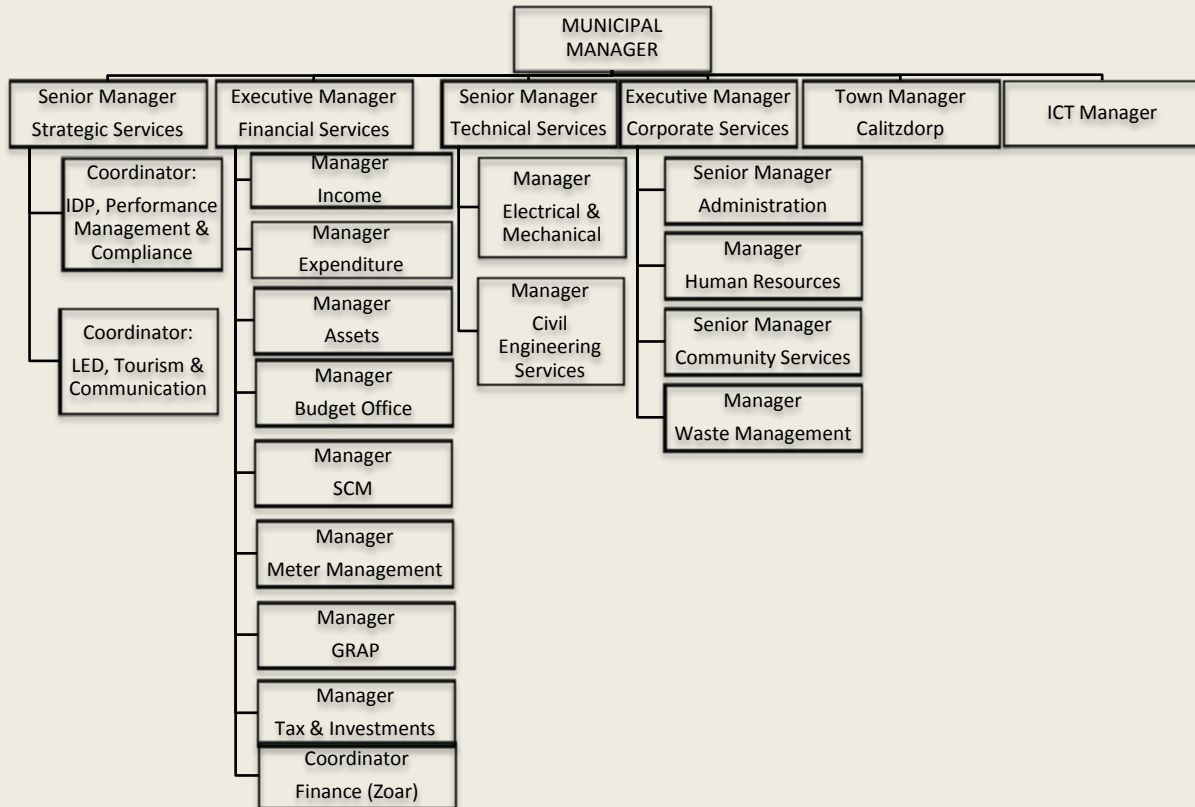 MUNICIPAL
MANAGER
Senior Manager
Strategic Services
Executive Manager
Financial Services
Senior Manager
Technical Services
Executive Manager
Corporate Services
Town Manager
Calitzdorp
ICT Manager
Coordinator:
IDP, Performance
Management &
Compliance
Coordinator:
LED, Tourism &
Communication
Manager
Income
Manager
Expenditure
Manager
Assets
Manager
Budget Office
Manager
SCM
Manager
Meter Management
Manager
GRAP
Manager
Tax & Investments
Coordinator
Finance (Zoar)
Manager
Electrical &
Mechanical
Manager
Civil
Engineering
Services
Senior Manager
Administration
Manager
Human Resources
Senior Manager
Community Services
Manager
Waste Management